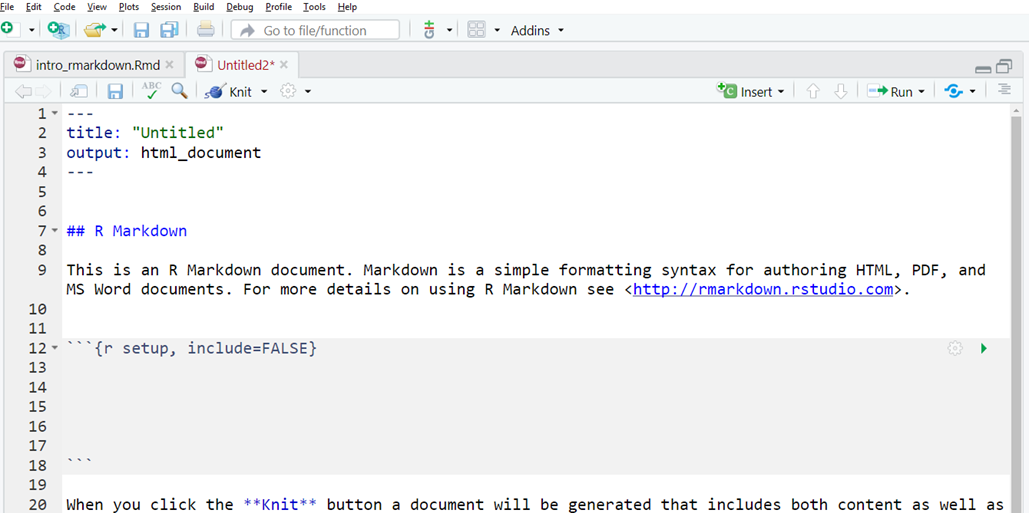 File Edit Code View Plots Session Build Debug Profile Tools Help
Go to file/function Addins
intro_rmarkdown.Rmd Untitled2*
ABC Knit Insert Run
1 ---
2 title: "Untitled"
3 output: html_document
4 ---
5
6
7 ## R Markdown
8
9 This is an R Markdown document. Markdown is a simple formatting syntax for authoring HTML, PDF, and
MS Word documents. For more details on using R Markdown see <http://rmarkdown.rstudio.com>.
10
11
12 ```{r setup, include=FALSE}
13
14
15
16
17
18 ```
19
20 When you click the **Knit** button a document will be generated that includes both content as well as